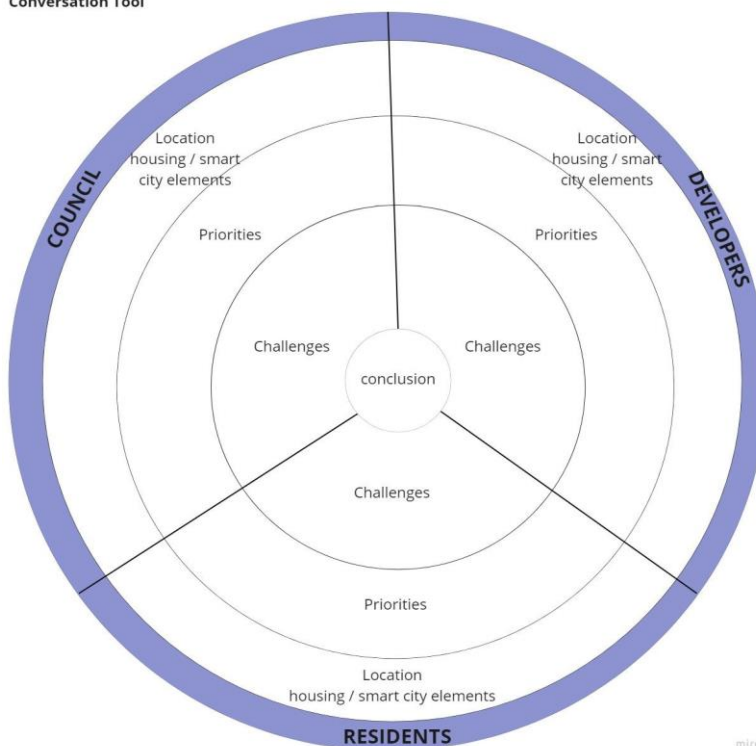 Conversation Tool
Location
housing / smart
city elements
Location
housing / smart
city elements
COUNCIL
DEVELOPERS
Priorities
Priorities
Challenges
Challenges
conclusion
Challenges
Priorities
Location
housing / smart city elements
RESIDENTS